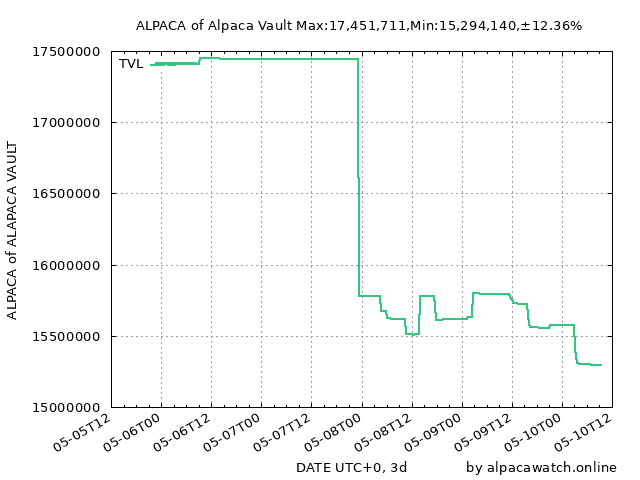 ALPACA of Alpaca Vault Max:17,451,711,Min:15,294,140,±12.36%
17500000
TVL
17000000
16500000
16000000
15500000
15000000
ALPACA of ALAPACA VAULT
05-05T12
05-06T00
05-06T12
05-07T00
05-07T12
05-08T00
05-08T12
05-09T00
05-09T12
05-10T00
05-10T12
DATE UTC+0, 3d
by alpacawatch.online